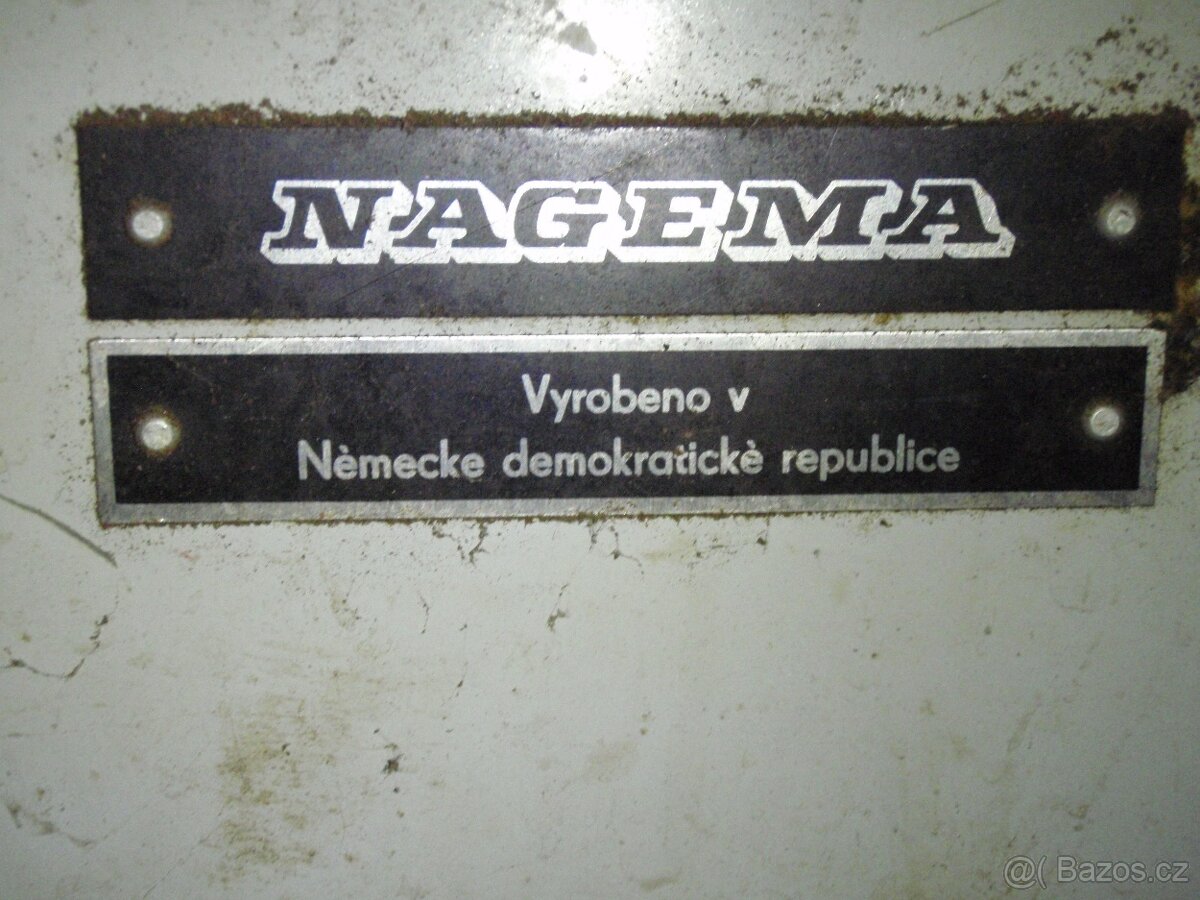 NAGEMA
Vyrobeno v
Nèmecke demokratickè republice
@( Bazos.cz